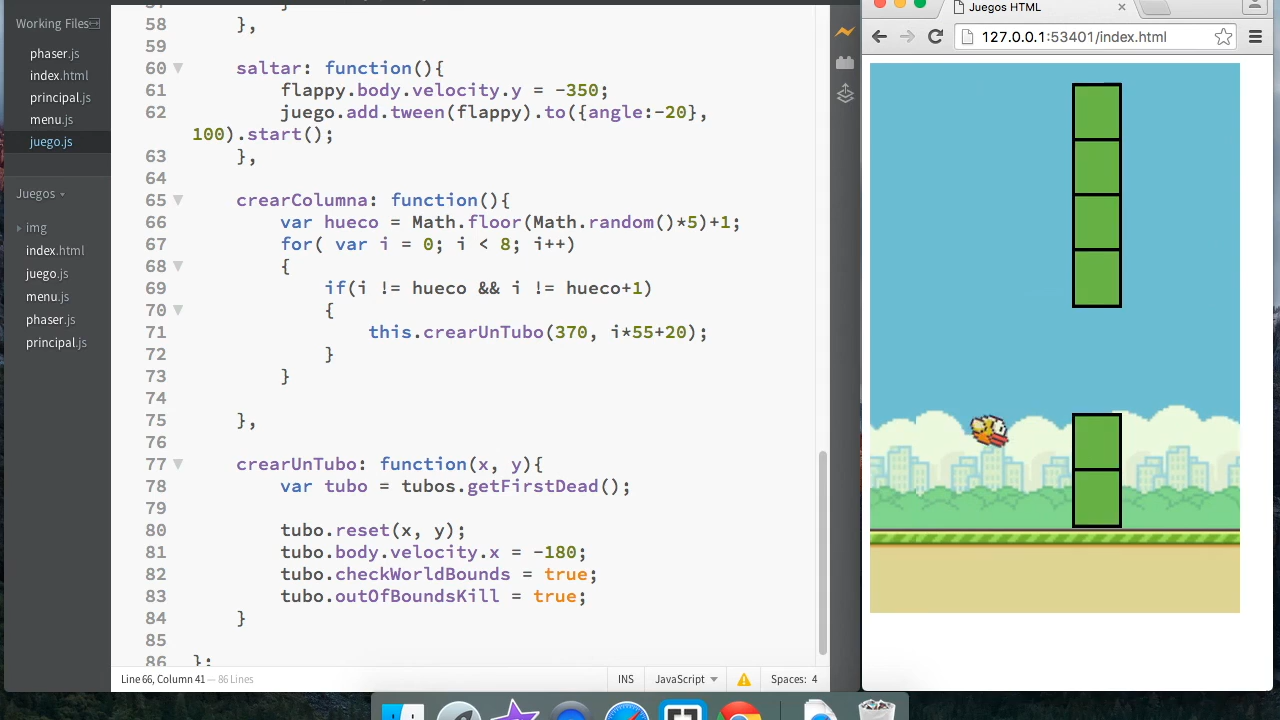 Working Files
phaser.js
index.html
principal.js
menu.js
juego.js
Juegos
img
index.html
juego.js
menu.js
phaser.js
principal.js
58 },
59
60 saltar: function(){
61 flappy.body.velocity.y = -350;
62 juego.add.tween(flappy).to({angle:-20},
100).start();
63 },
64
65 crearColumna: function(){
66 var hueco = Math.floor(Math.random()*5)+1;
67 for( var i = 0; i < 8; i++)
68 {
69 if(i != hueco && i != hueco+1)
70 {
71 this.crearUnTubo(370, i*55+20);
72 }
73 }
74
75 },
76
77 crearUnTubo: function(x, y){
78 var tubo = tubos.getFirstDead();
79
80 tubo.reset(x, y);
81 tubo.body.velocity.x = -180;
82 tubo.checkWorldBounds = true;
83 tubo.outOfBoundsKill = true;
84 }
85
86 };
Line 66, Column 41 — 86 Lines
INS
JavaScript
Spaces: 4
Juegos HTML
127.0.0.1:53401/index.html